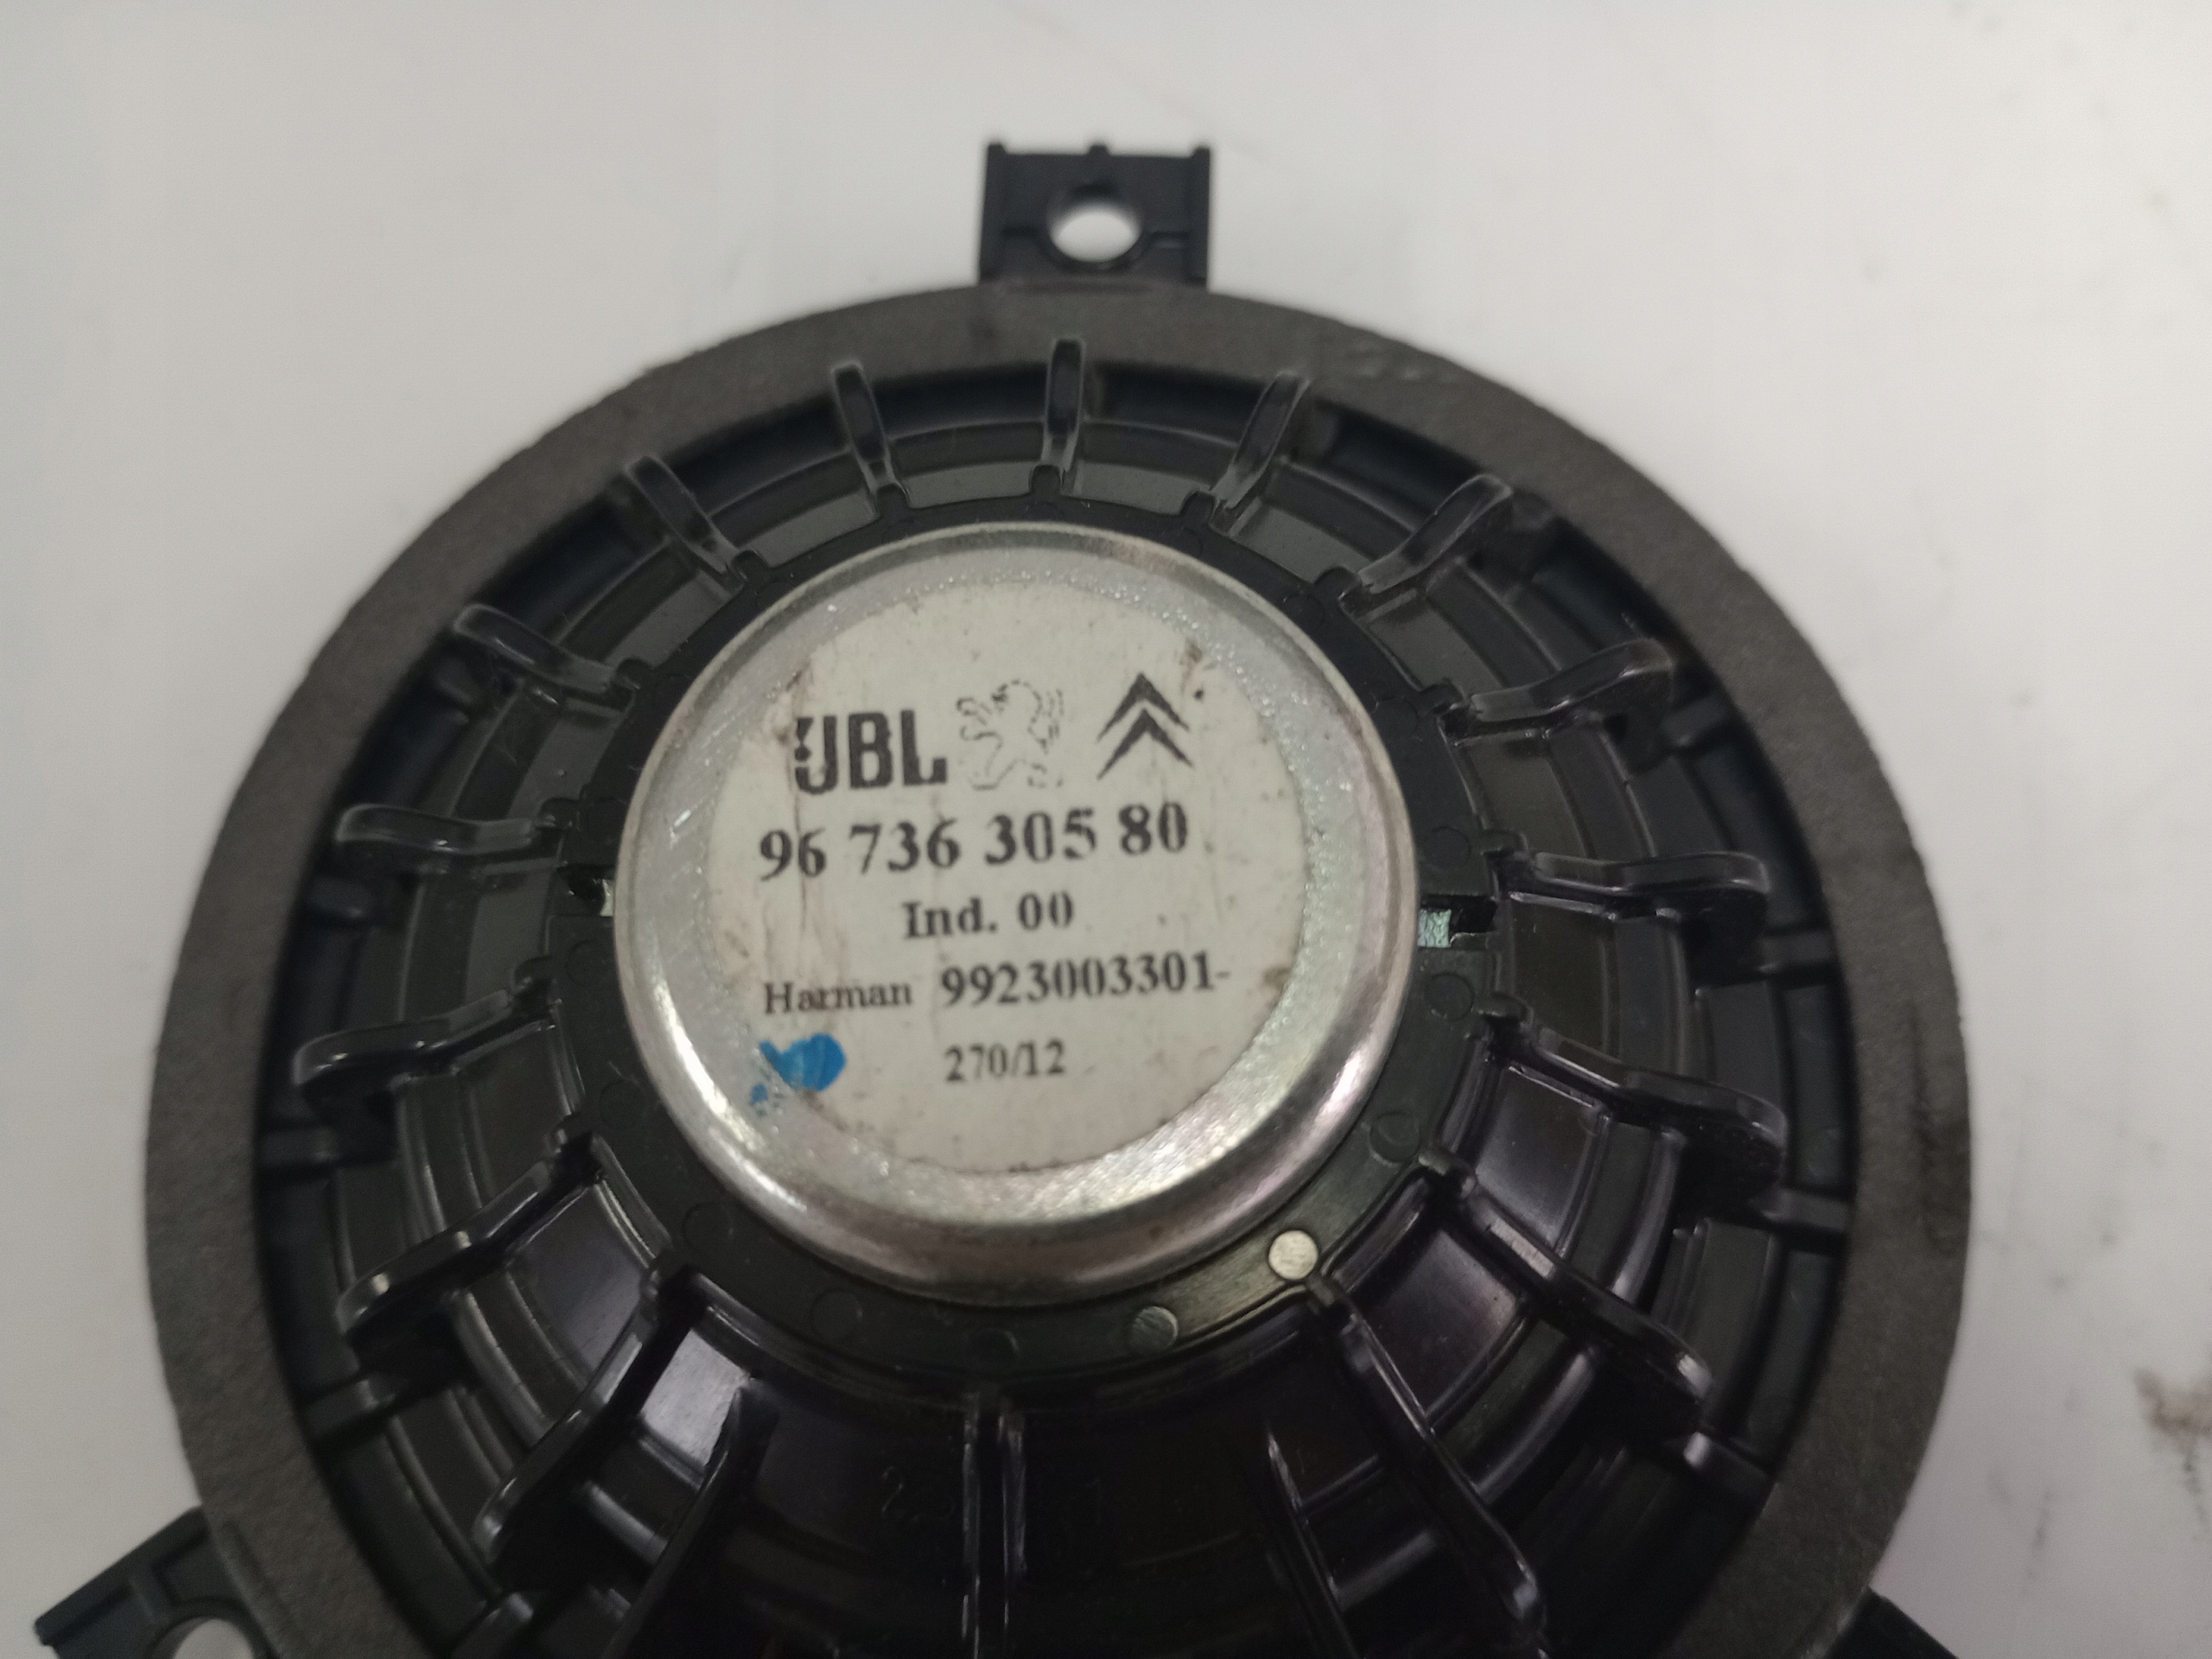 JBL
96 736 305 80
Ind. 00
Harman 9923003301-
270/12